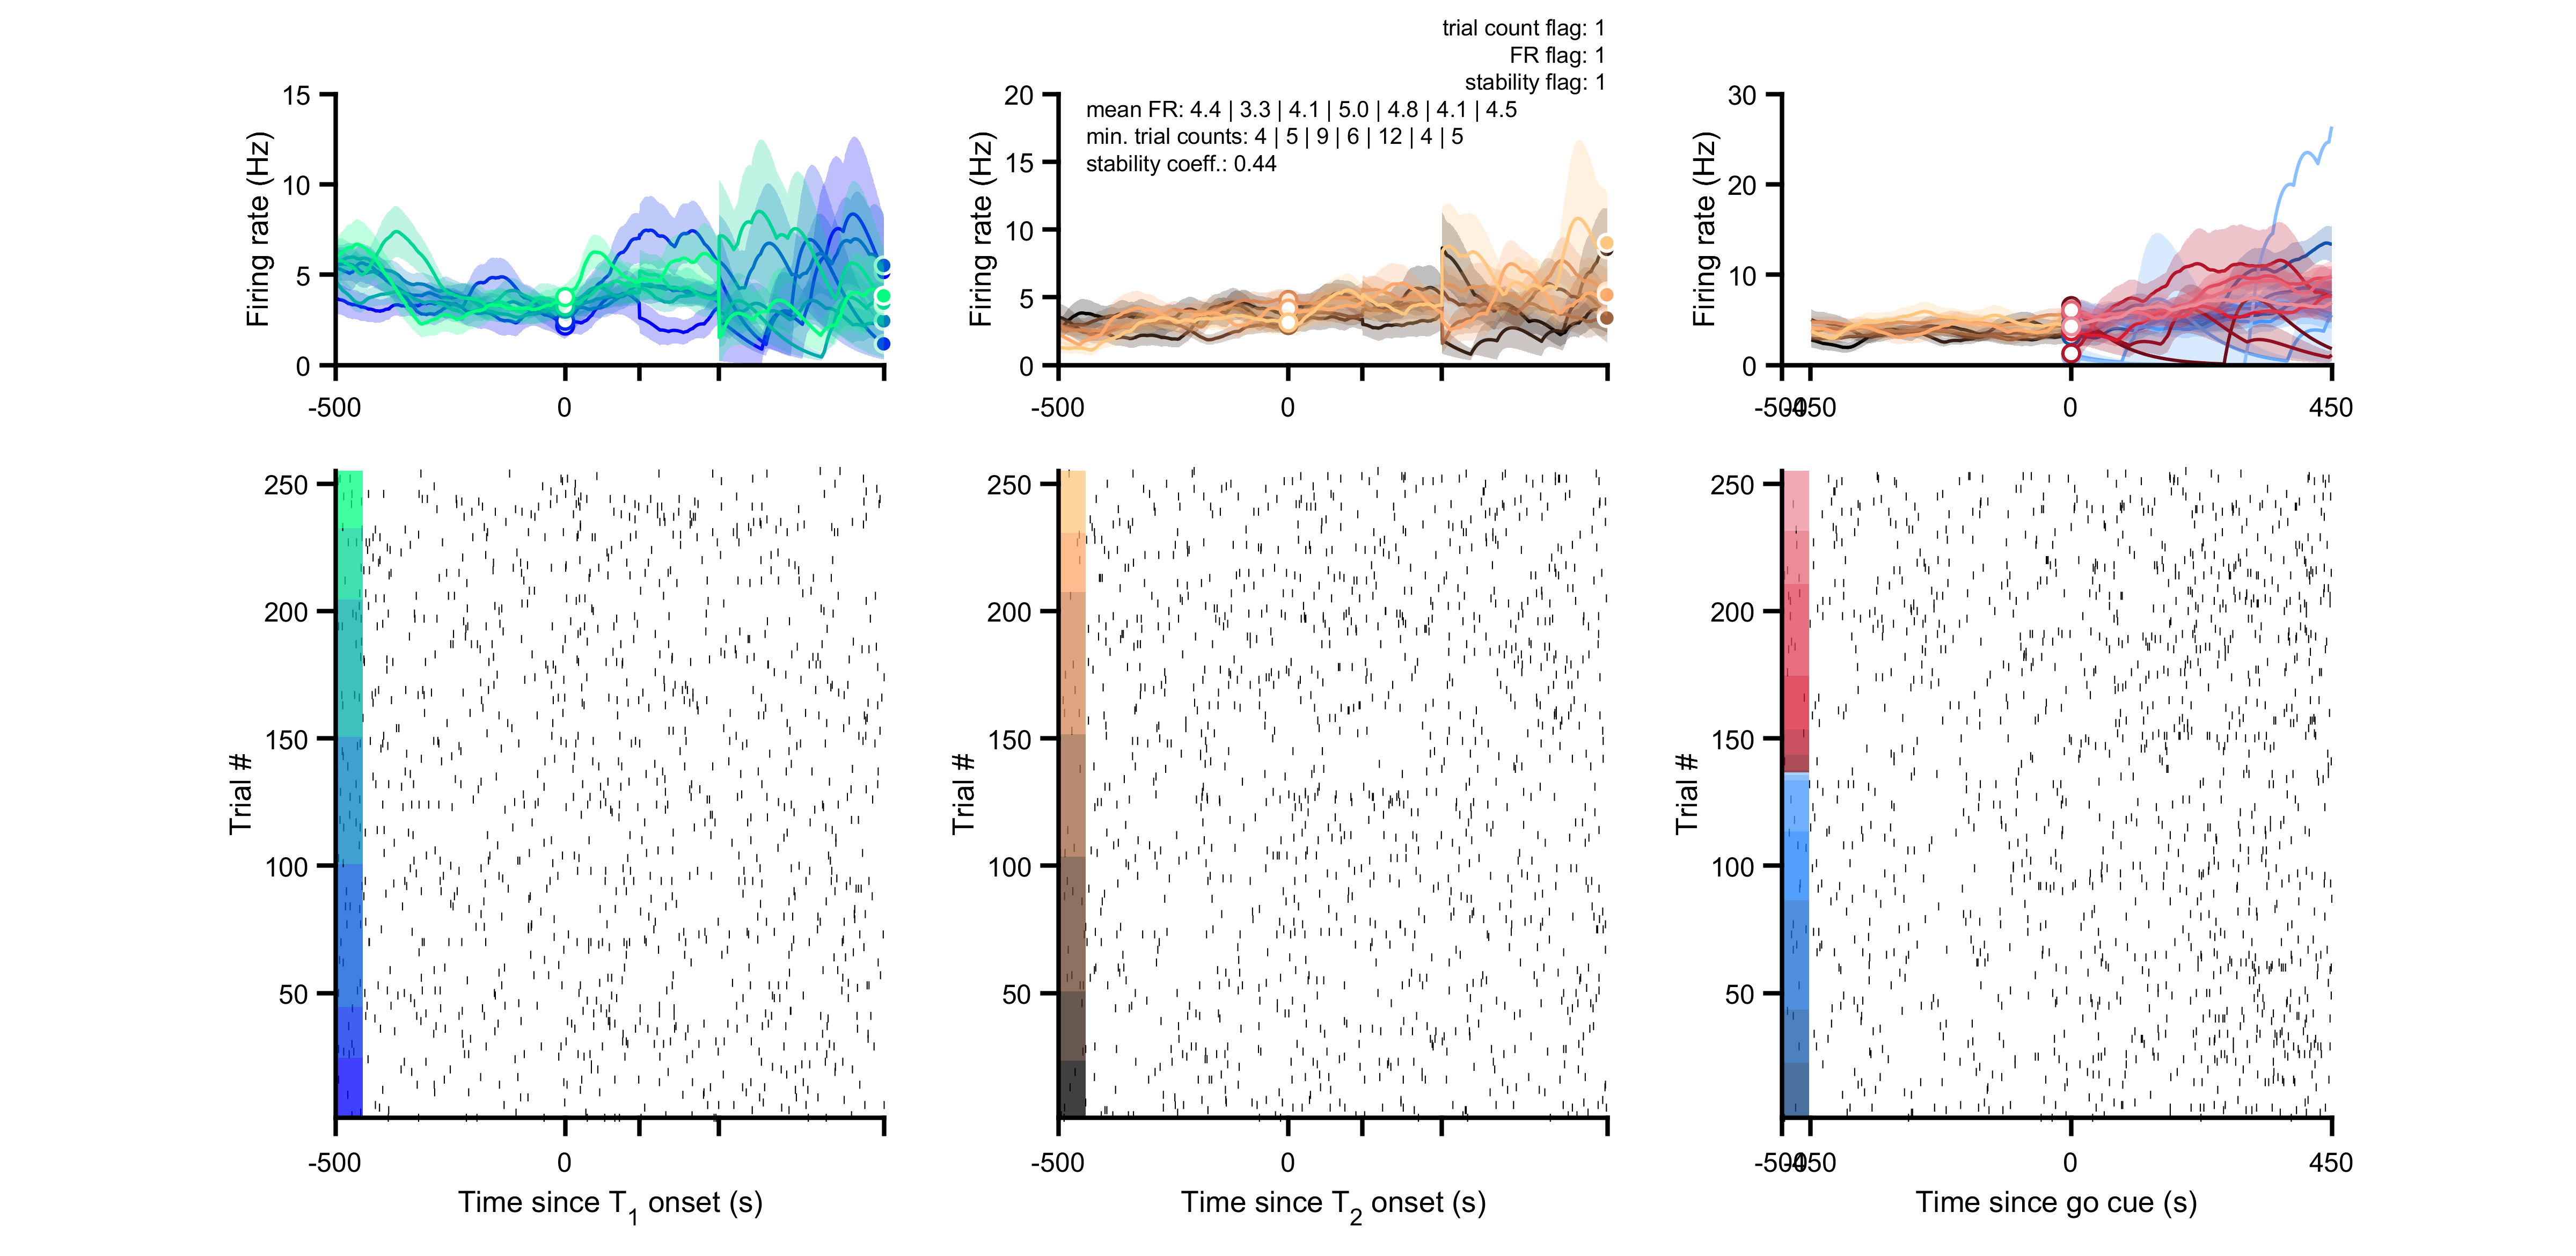 trial count flag: 1
FR flag: 1
stability flag: 1
mean FR: 4.4 | 3.3 | 4.1 | 5.0 | 4.8 | 4.1 | 4.5
min. trial counts: 4 | 5 | 9 | 6 | 12 | 4 | 5
stability coeff.: 0.44
Firing rate (Hz)
15
10
5
0
-500
0
Firing rate (Hz)
20
15
10
5
0
-500
0
Firing rate (Hz)
30
20
10
0
-500
-450
0
450
Trial #
250
200
150
100
50
-500
0
Time since T1 onset (s)
Trial #
250
200
150
100
50
-500
0
Time since T2 onset (s)
Trial #
250
200
150
100
50
-500
-450
0
450
Time since go cue (s)